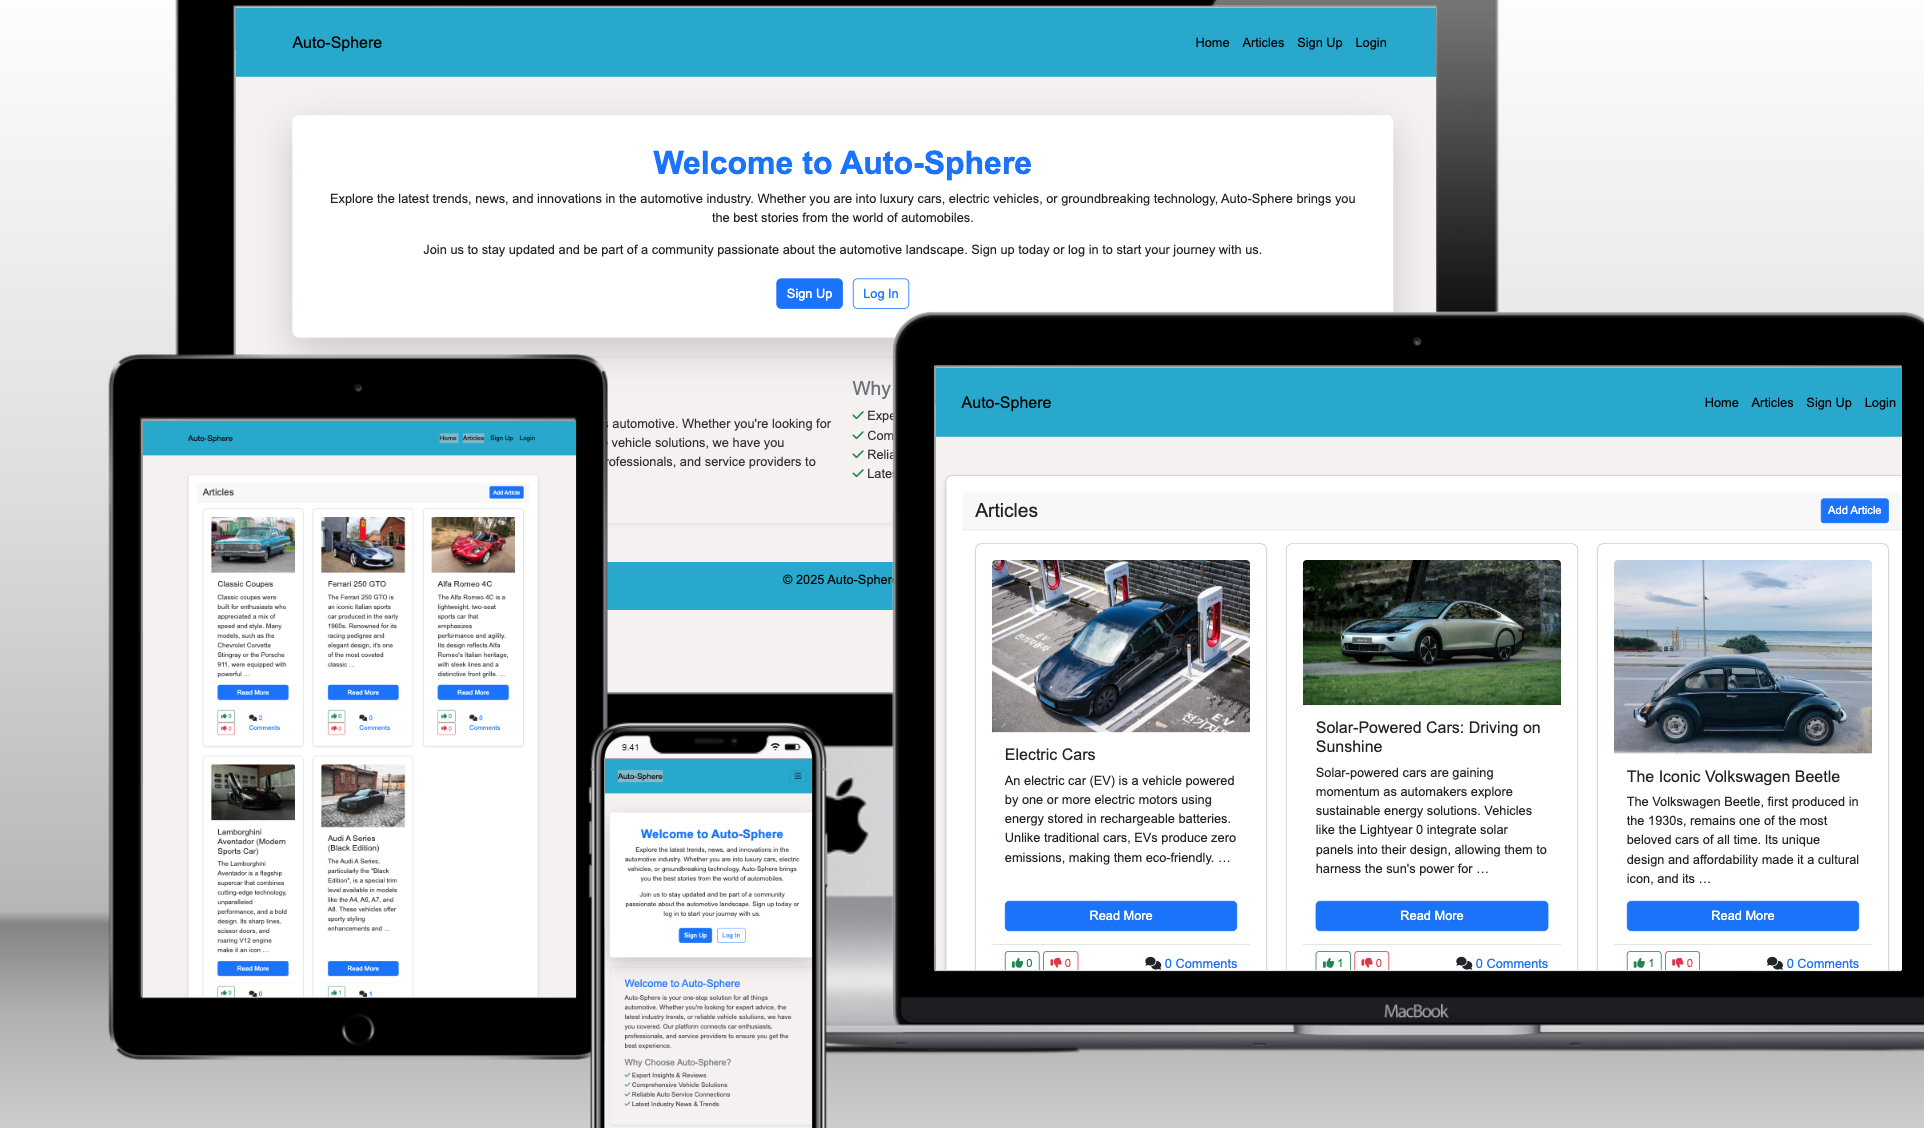 Auto-Sphere
Home Articles Sign Up Login
Welcome to Auto-Sphere
Explore the latest trends, news, and innovations in the automotive industry. Whether you are into luxury cars, electric vehicles, or groundbreaking technology, Auto-Sphere brings you
the best stories from the world of automobiles.
Join us to stay updated and be part of a community passionate about the automotive landscape. Sign up today or log in to start your journey with us.
Sign Up Log In
automotive. Whether you're looking for
vehicle solutions, we have you
rofessionals, and service providers to
Why
Expe
Com
Relia
Late
© 2025 Auto-Sphere
Auto-Sphere
Home Articles Sign Up Login
Articles
Add Article
Classic Coupes
Classic coupes were
built for enthusiasts who
appreciated a mix of
speed and style. Many
models, such as the
Chevrolet Corvette
Stingray or the Porsche
911, were equipped with
powerful ...
Read More
0
0
2
Comments
Ferrari 250 GTO
The Ferrari 250 GTO is
an iconic Italian sports
car produced in the early
1960s. Renowned for its
racing pedigree and
elegant design, it's one
of the most coveted
classic ...
Read More
0
0
0
Comments
Alfa Romeo 4C
The Alfa Romeo 4C is a
lightweight, two-seat
sports car that
emphasizes
performance and agility.
Its design reflects Alfa
Romeo's Italian heritage,
with sleek lines and a
distinctive front grille. ...
Read More
0
0
0
Comments
Lamborghini
Aventador (Modern
Sports Car)
The Lamborghini
Aventador is a flagship
supercar that combines
cutting-edge technology,
unparalleled
performance, and a bold
design. Its sharp lines,
scissor doors, and
roaring V12 engine
make it an icon ...
Read More
0
0
Audi A Series
(Black Edition)
The Audi A Series,
particularly the "Black
Edition", is a special trim
level available in models
like the A4, A6, A7, and
A8. These vehicles offer
sporty styling
enhancements and ...
Read More
1
1
9.41
Auto-Sphere
Welcome to Auto-Sphere
Explore the latest trends, news, and innovations in the
automotive industry. Whether you are into luxury cars, electric
vehicles, or groundbreaking technology, Auto-Sphere brings
you the best stories from the world of automobiles.
Join us to stay updated and be part of a community
passionate about the automotive landscape. Sign up today or
log in to start your journey with us.
Sign Up Log In
Welcome to Auto-Sphere
Auto-Sphere is your one-stop solution for all things
automotive. Whether you're looking for expert advice, the
latest industry trends, or reliable vehicle solutions, we have
you covered. Our platform connects car enthusiasts,
professionals, and service providers to ensure you get the
best experience.
Why Choose Auto-Sphere?
Expert Insights & Reviews
Comprehensive Vehicle Solutions
Reliable Auto Service Connections
Latest Industry News & Trends
Auto-Sphere
Home Articles Sign Up Login
Articles
Add Article
Electric Cars
An electric car (EV) is a vehicle powered
by one or more electric motors using
energy stored in rechargeable batteries.
Unlike traditional cars, EVs produce zero
emissions, making them eco-friendly. ...
Read More
0 0 0 Comments
Solar-Powered Cars: Driving on
Sunshine
Solar-powered cars are gaining
momentum as automakers explore
sustainable energy solutions. Vehicles
like the Lightyear 0 integrate solar
panels into their design, allowing them to
harness the sun's power for ...
Read More
1 0 0 Comments
The Iconic Volkswagen Beetle
The Volkswagen Beetle, first produced in
the 1930s, remains one of the most
beloved cars of all time. Its unique
design and affordability made it a cultural
icon, and its ...
Read More
1 0 0 Comments
MacBook